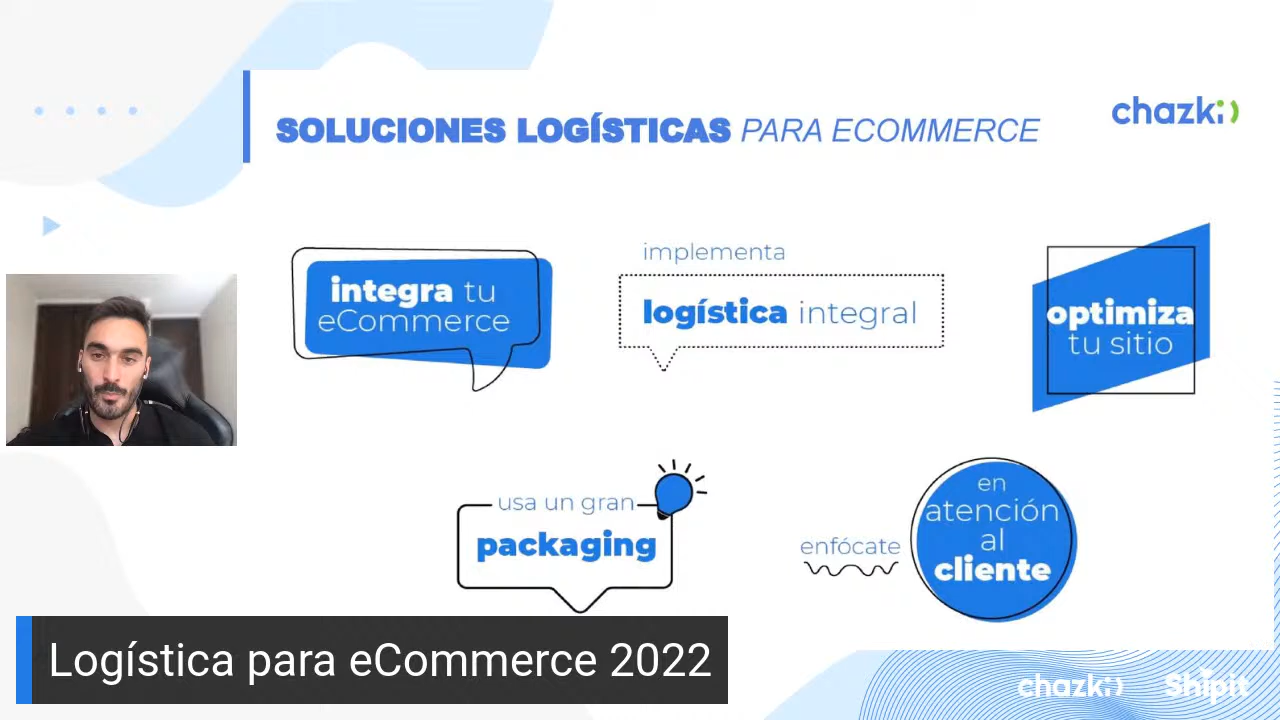 SOLUCIONES LOGÍSTICAS PARA ECOMMERCE
chazki
integra tu
eCommerce
implementa
logística integral
optimiza
tu sitio
usa un gran
packaging
enfócate
en
atención
al
cliente
Logística para eCommerce 2022
chazki
Shipit